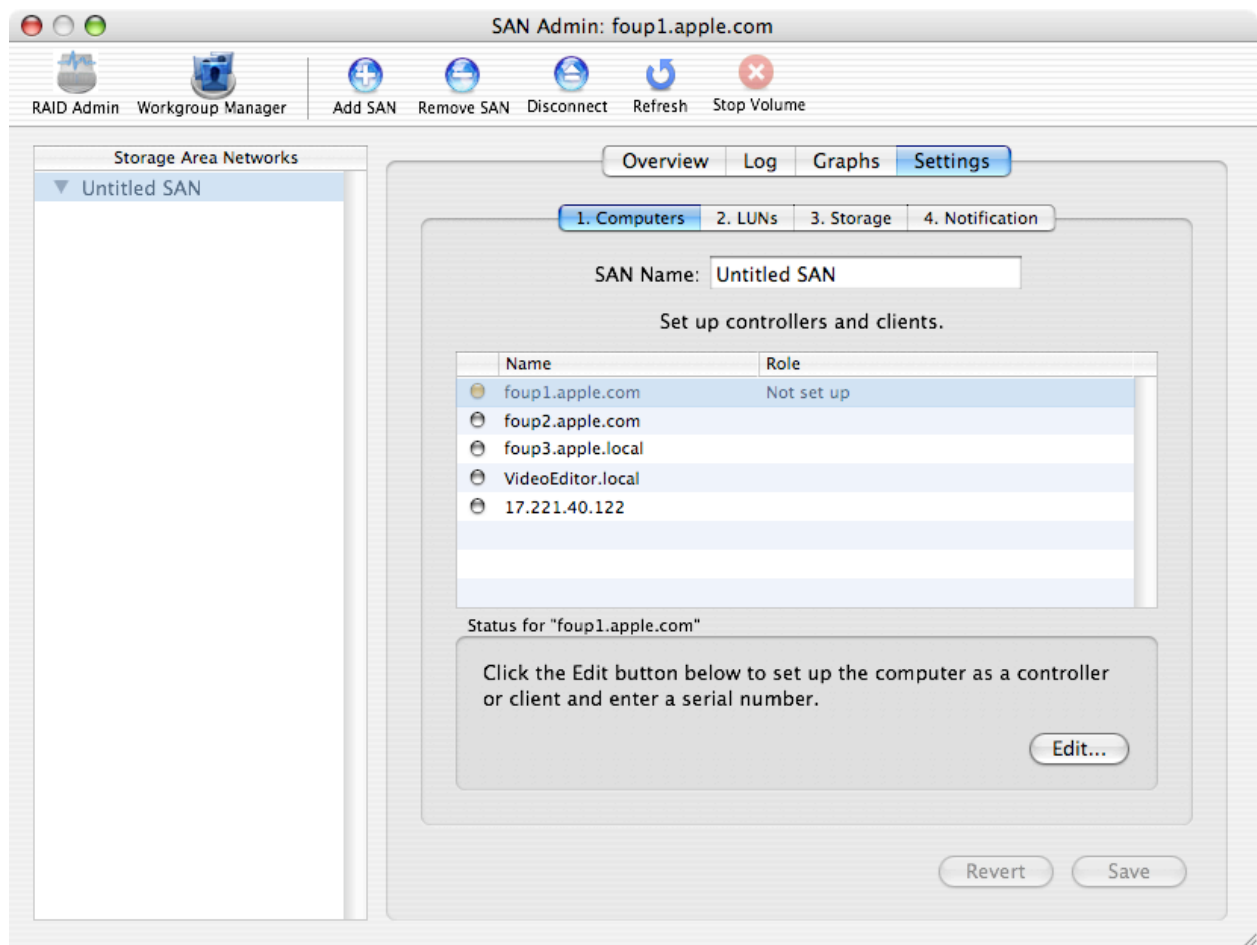 SAN Admin: foup1.apple.com
RAID Admin Workgroup Manager Add SAN Remove SAN Disconnect Refresh Stop Volume
Storage Area Networks
Untitled SAN
Overview Log Graphs Settings
1. Computers 2. LUNs 3. Storage 4. Notification
SAN Name: Untitled SAN
Set up controllers and clients.
Name Role
foup1.apple.com Not set up
foup2.apple.com
foup3.apple.local
VideoEditor.local
17.221.40.122
Status for "foup1.apple.com"
Click the Edit button below to set up the computer as a controller
or client and enter a serial number.
Edit...
Revert Save